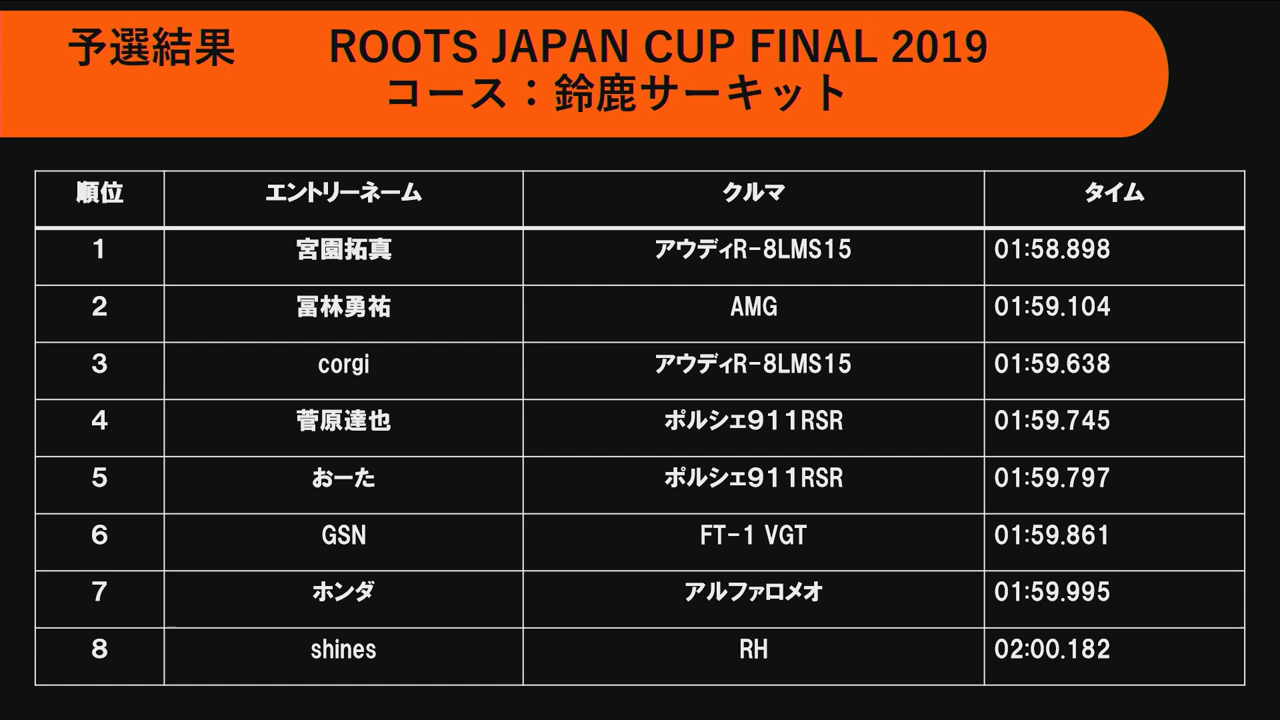 予選結果 ROOTS JAPAN CUP FINAL 2019
コース：鈴鹿サーキット
順位 エントリーネーム クルマ タイム
1 宮園拓真 アウディR-8LMS15 01:58.898
2 冨林勇祐 AMG 01:59.104
3 corgi アウディR-8LMS15 01:59.638
4 菅原達也 ポルシェ911RSR 01:59.745
5 おーた ポルシェ911RSR 01:59.797
6 GSN FT-1 VGT 01:59.861
7 ホンダ アルファロメオ 01:59.995
8 shines RH 02:00.182